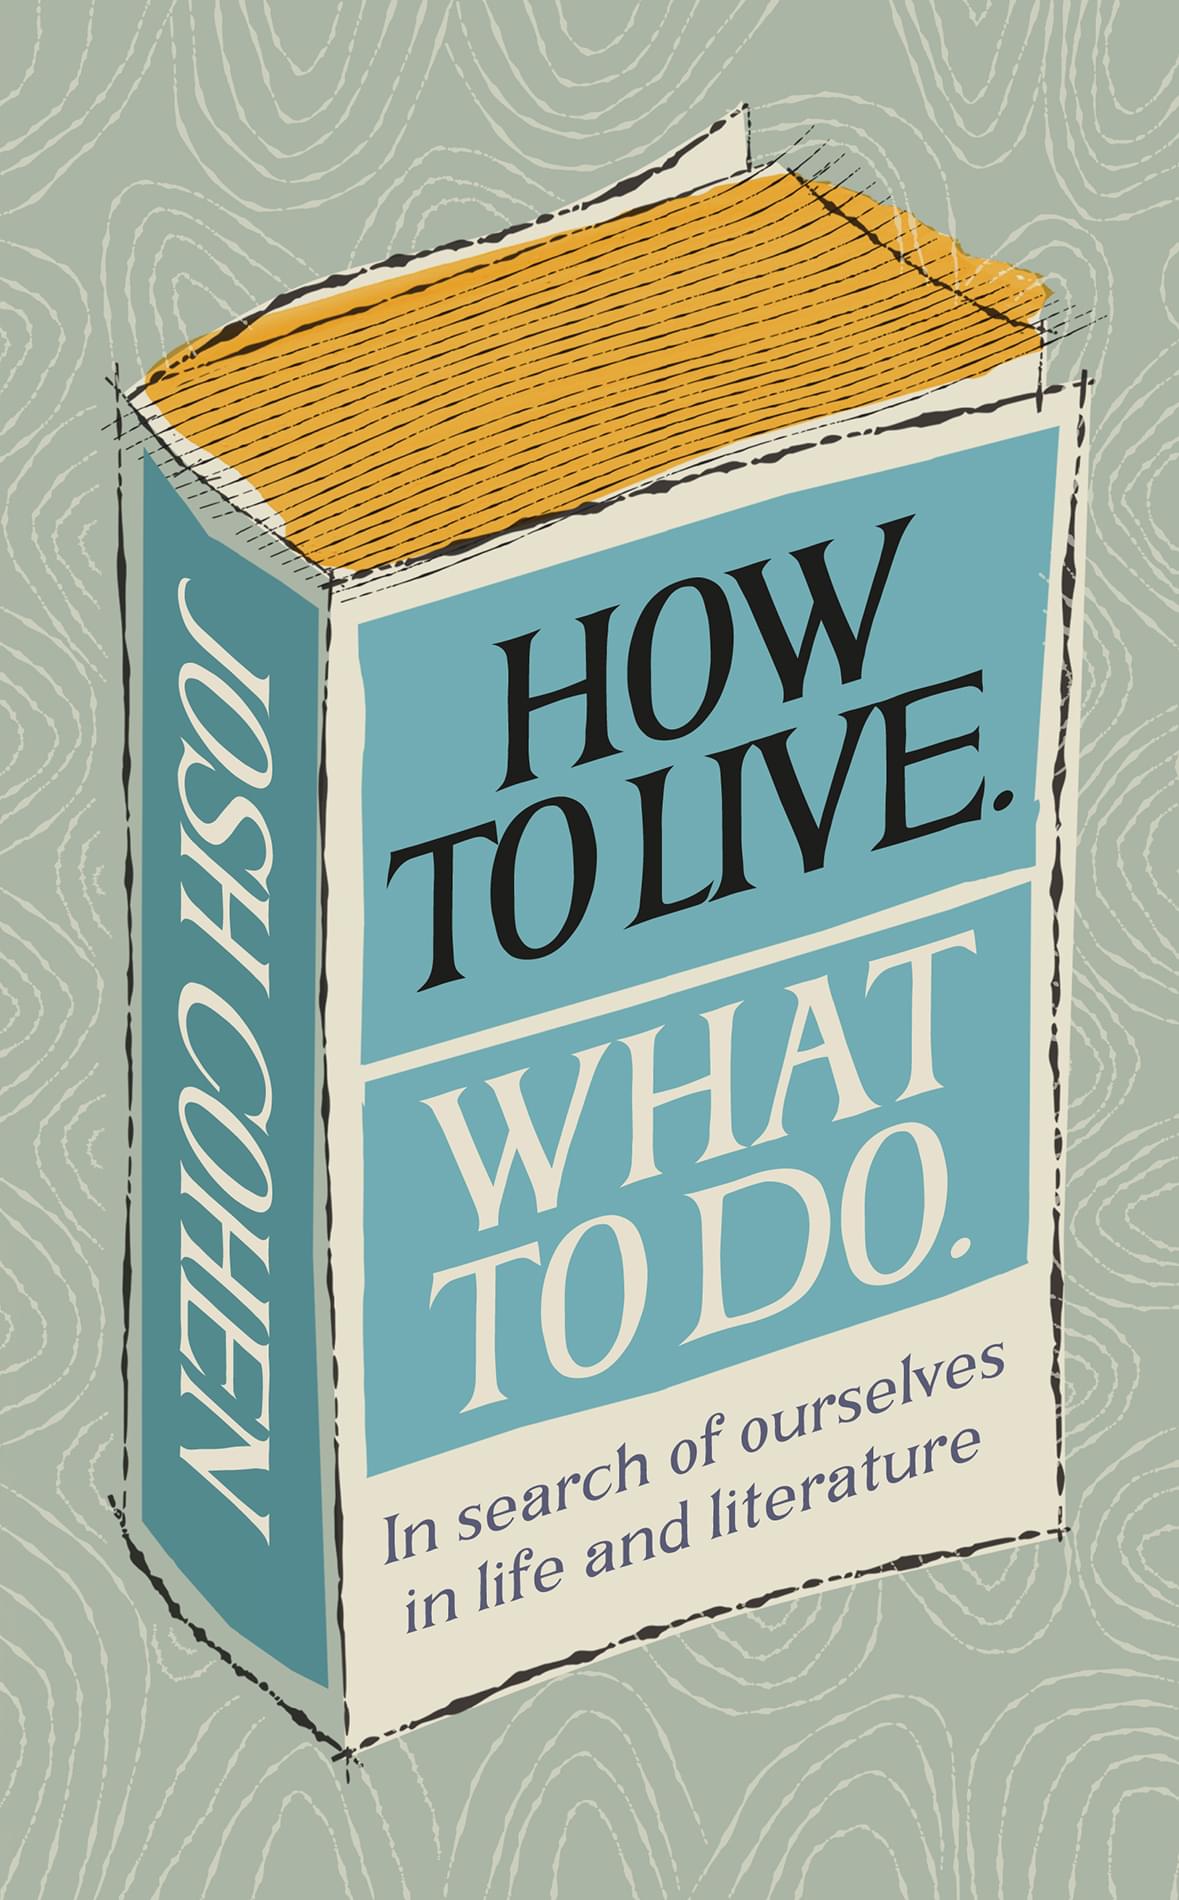 JOSH COHEN
HOW
TO LIVE.
WHAT
TO DO.
In search of ourselves
in life and literature